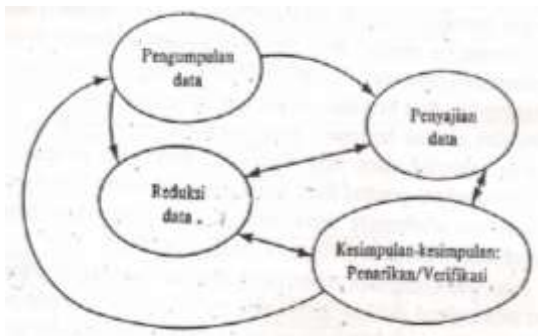 Pengumpulan
data
Penyajian
data
Reduksi
data
Kesimpulan-kesimpulan:
Penarikan/Verifikasi